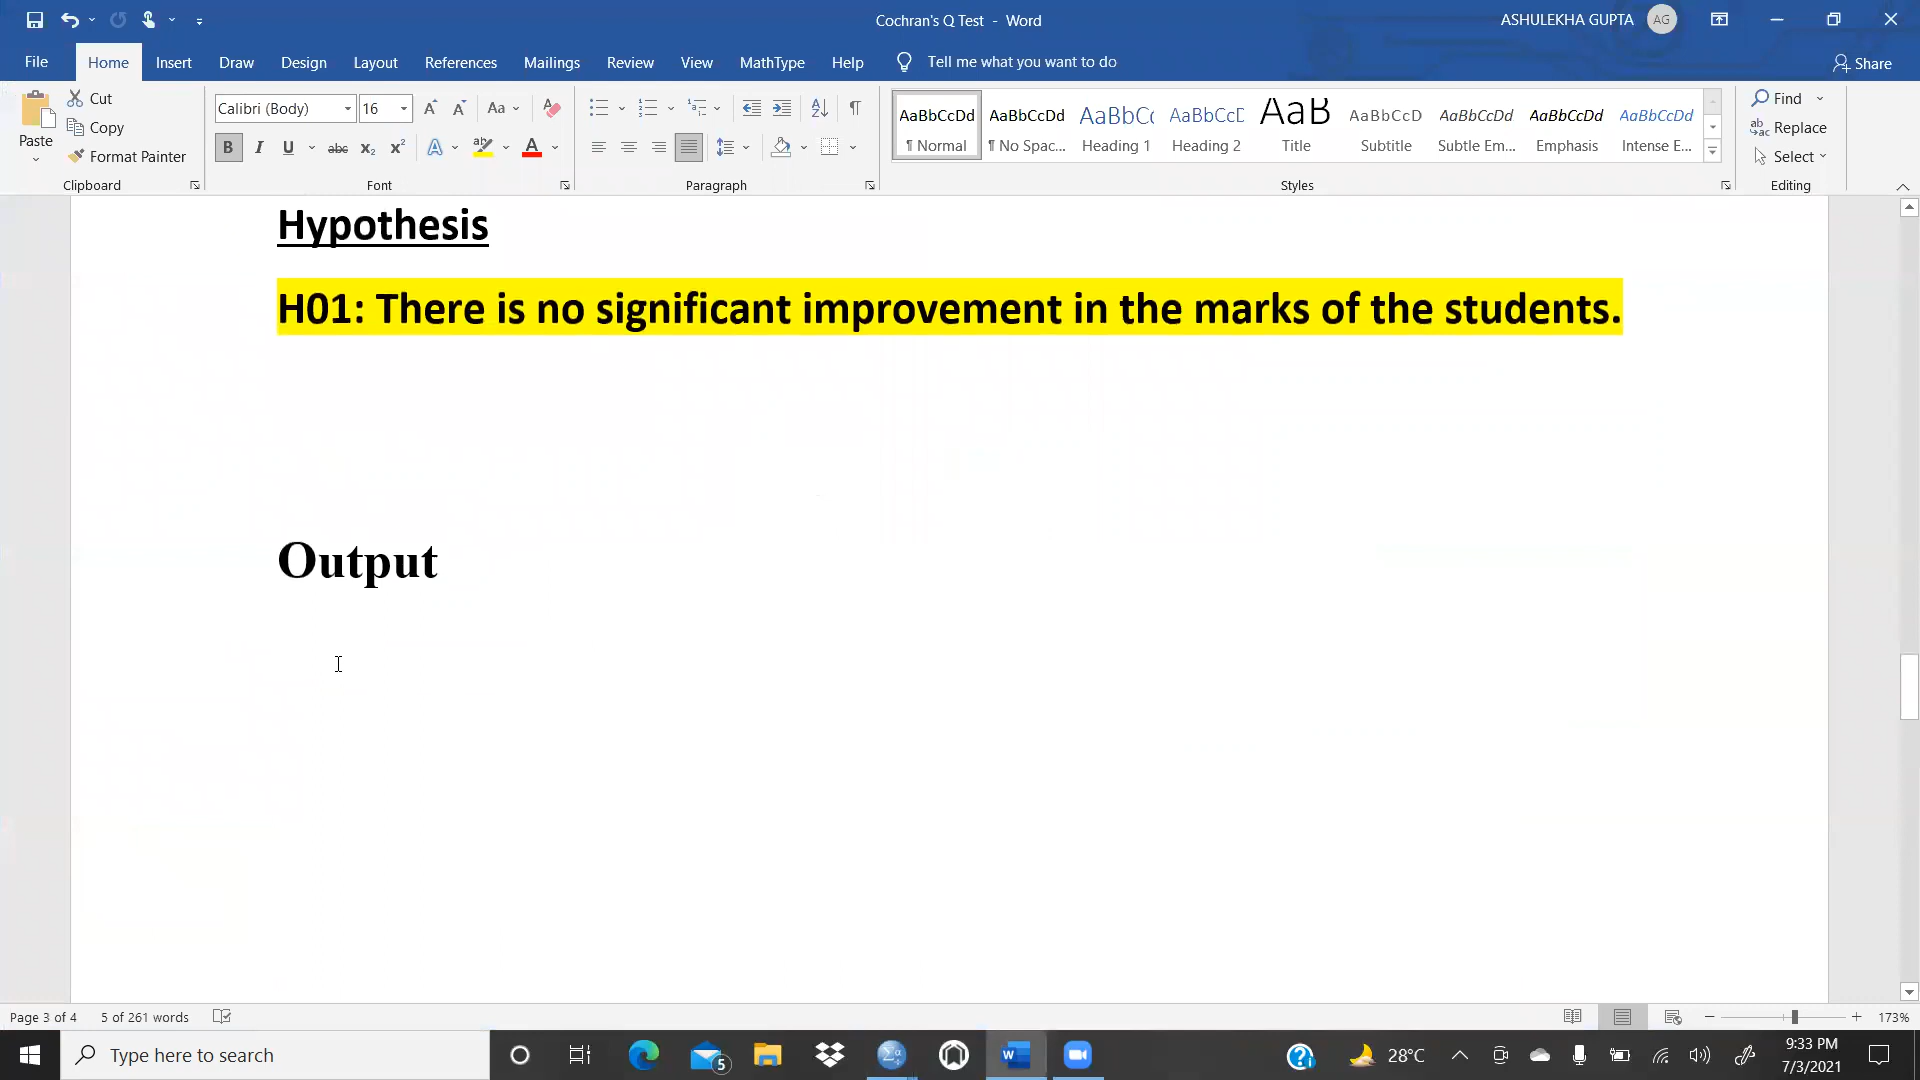 Cochran's Q Test - Word
ASHULEKHA GUPTA
AG
File
Home
Insert
Draw
Design
Layout
References
Mailings
Review
View
MathType
Help
Tell me what you want to do
Share
Paste
Cut
Copy
Format Painter
Clipboard
Calibri (Body)
16
Font
Paragraph
AaBbCcDd
¶ Normal
AaBbCcDd
¶ No Spac...
AaBbCc
Heading 1
AaBbCcD
Heading 2
AaB
Title
AaBbCcD
Subtitle
AaBbCcDd
Subtle Em...
AaBbCcDd
Emphasis
AaBbCcDd
Intense E...
Styles
Find
Replace
Select
Editing
Hypothesis
H01: There is no significant improvement in the marks of the students.
Output
Page 3 of 4
5 of 261 words
173%
Type here to search
5
28°C
9:33 PM
7/3/2021